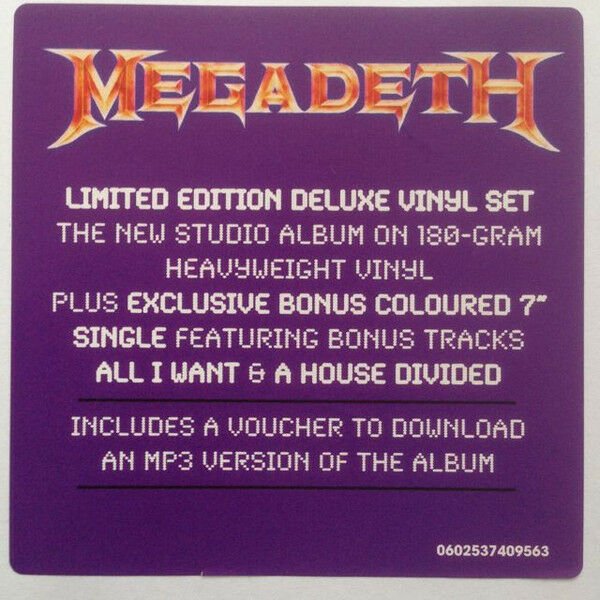 MEGADETH
LIMITED EDITION DELUXE VINYL SET
THE NEW STUDIO ALBUM ON 180-GRAM
HEAVYWEIGHT VINYL
PLUS EXCLUSIVE BONUS COLOURED 7"
SINGLE FEATURING BONUS TRACKS
ALL I WANT & A HOUSE DIVIDED
INCLUDES A VOUCHER TO DOWNLOAD
AN MP3 VERSION OF THE ALBUM
0602537409563